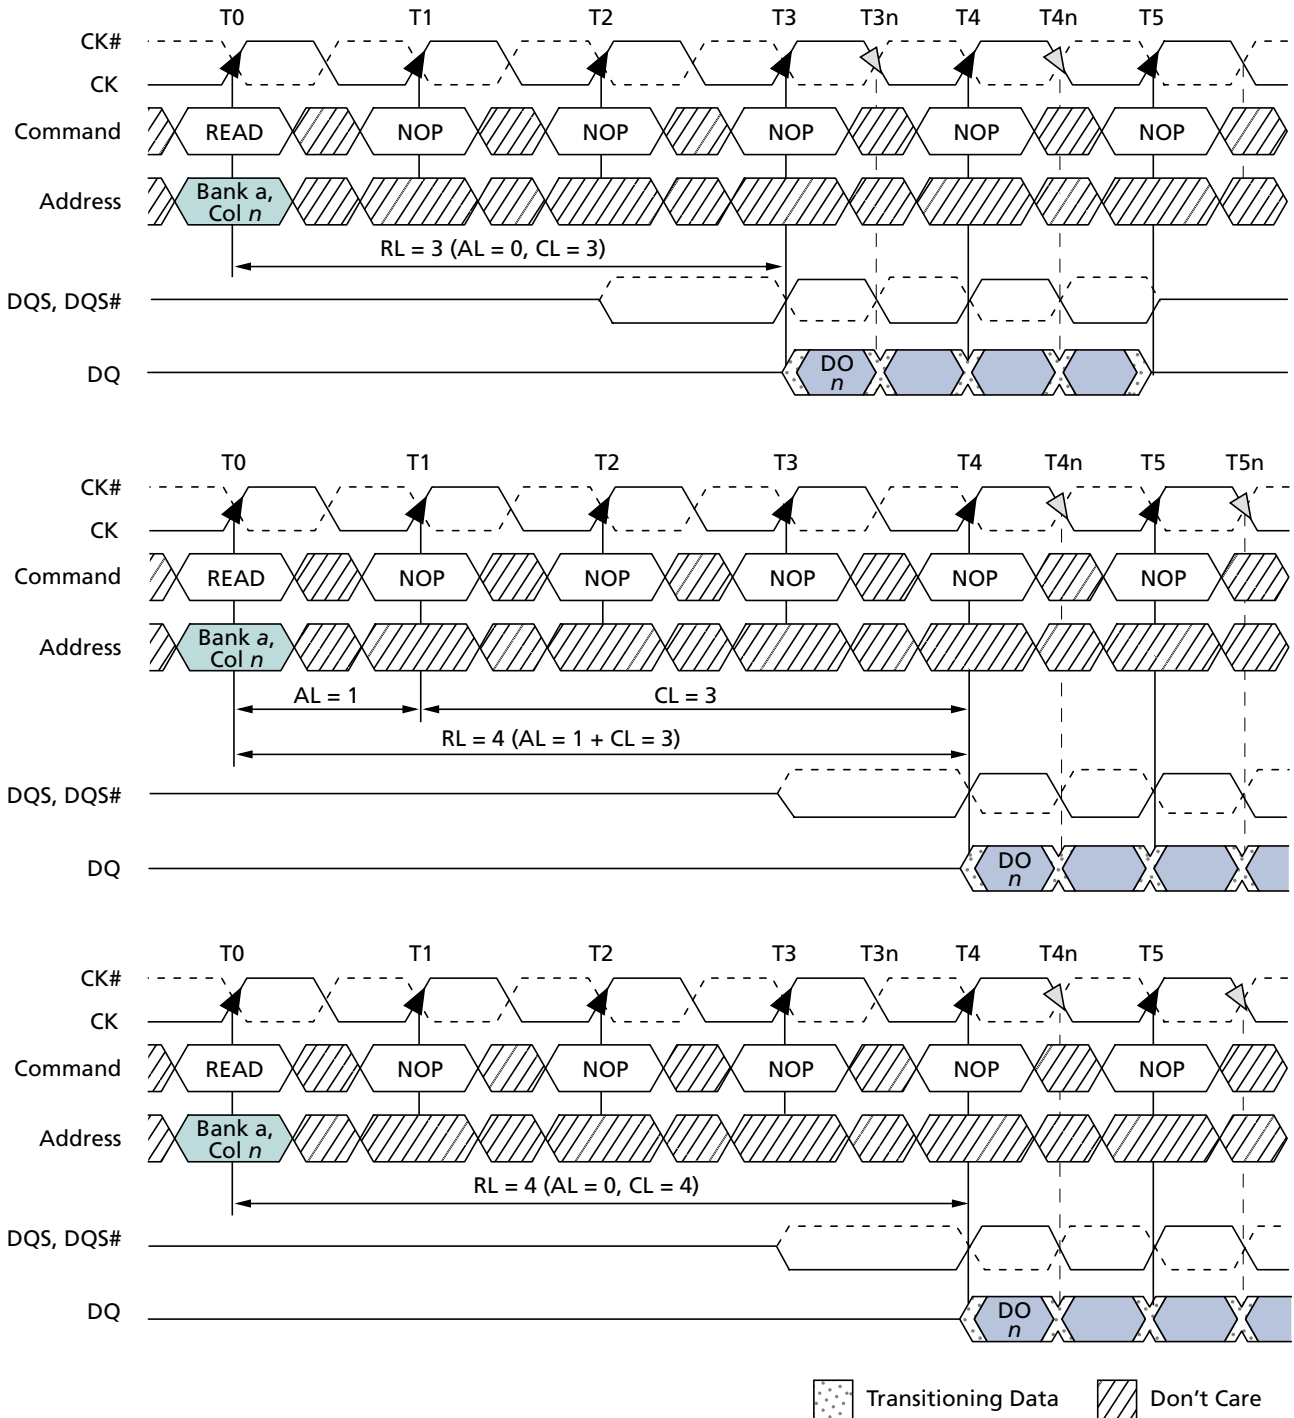 T0 T1 T2 T3 T3n T4 T4n T5
CK#
CK
Command READ NOP NOP NOP NOP NOP
Address Bank a,
Col n
RL = 3 (AL = 0, CL = 3)
DQS, DQS#
DQ DO
n
T0 T1 T2 T3 T4 T4n T5 T5n
CK#
CK
Command READ NOP NOP NOP NOP NOP
Address Bank a,
Col n
AL = 1 CL = 3
RL = 4 (AL = 1 + CL = 3)
DQS, DQS#
DQ DO
n
T0 T1 T2 T3 T3n T4 T4n T5
CK#
CK
Command READ NOP NOP NOP NOP NOP
Address Bank a,
Col n
RL = 4 (AL = 0, CL = 4)
DQS, DQS#
DQ DO
n
Transitioning Data Don't Care